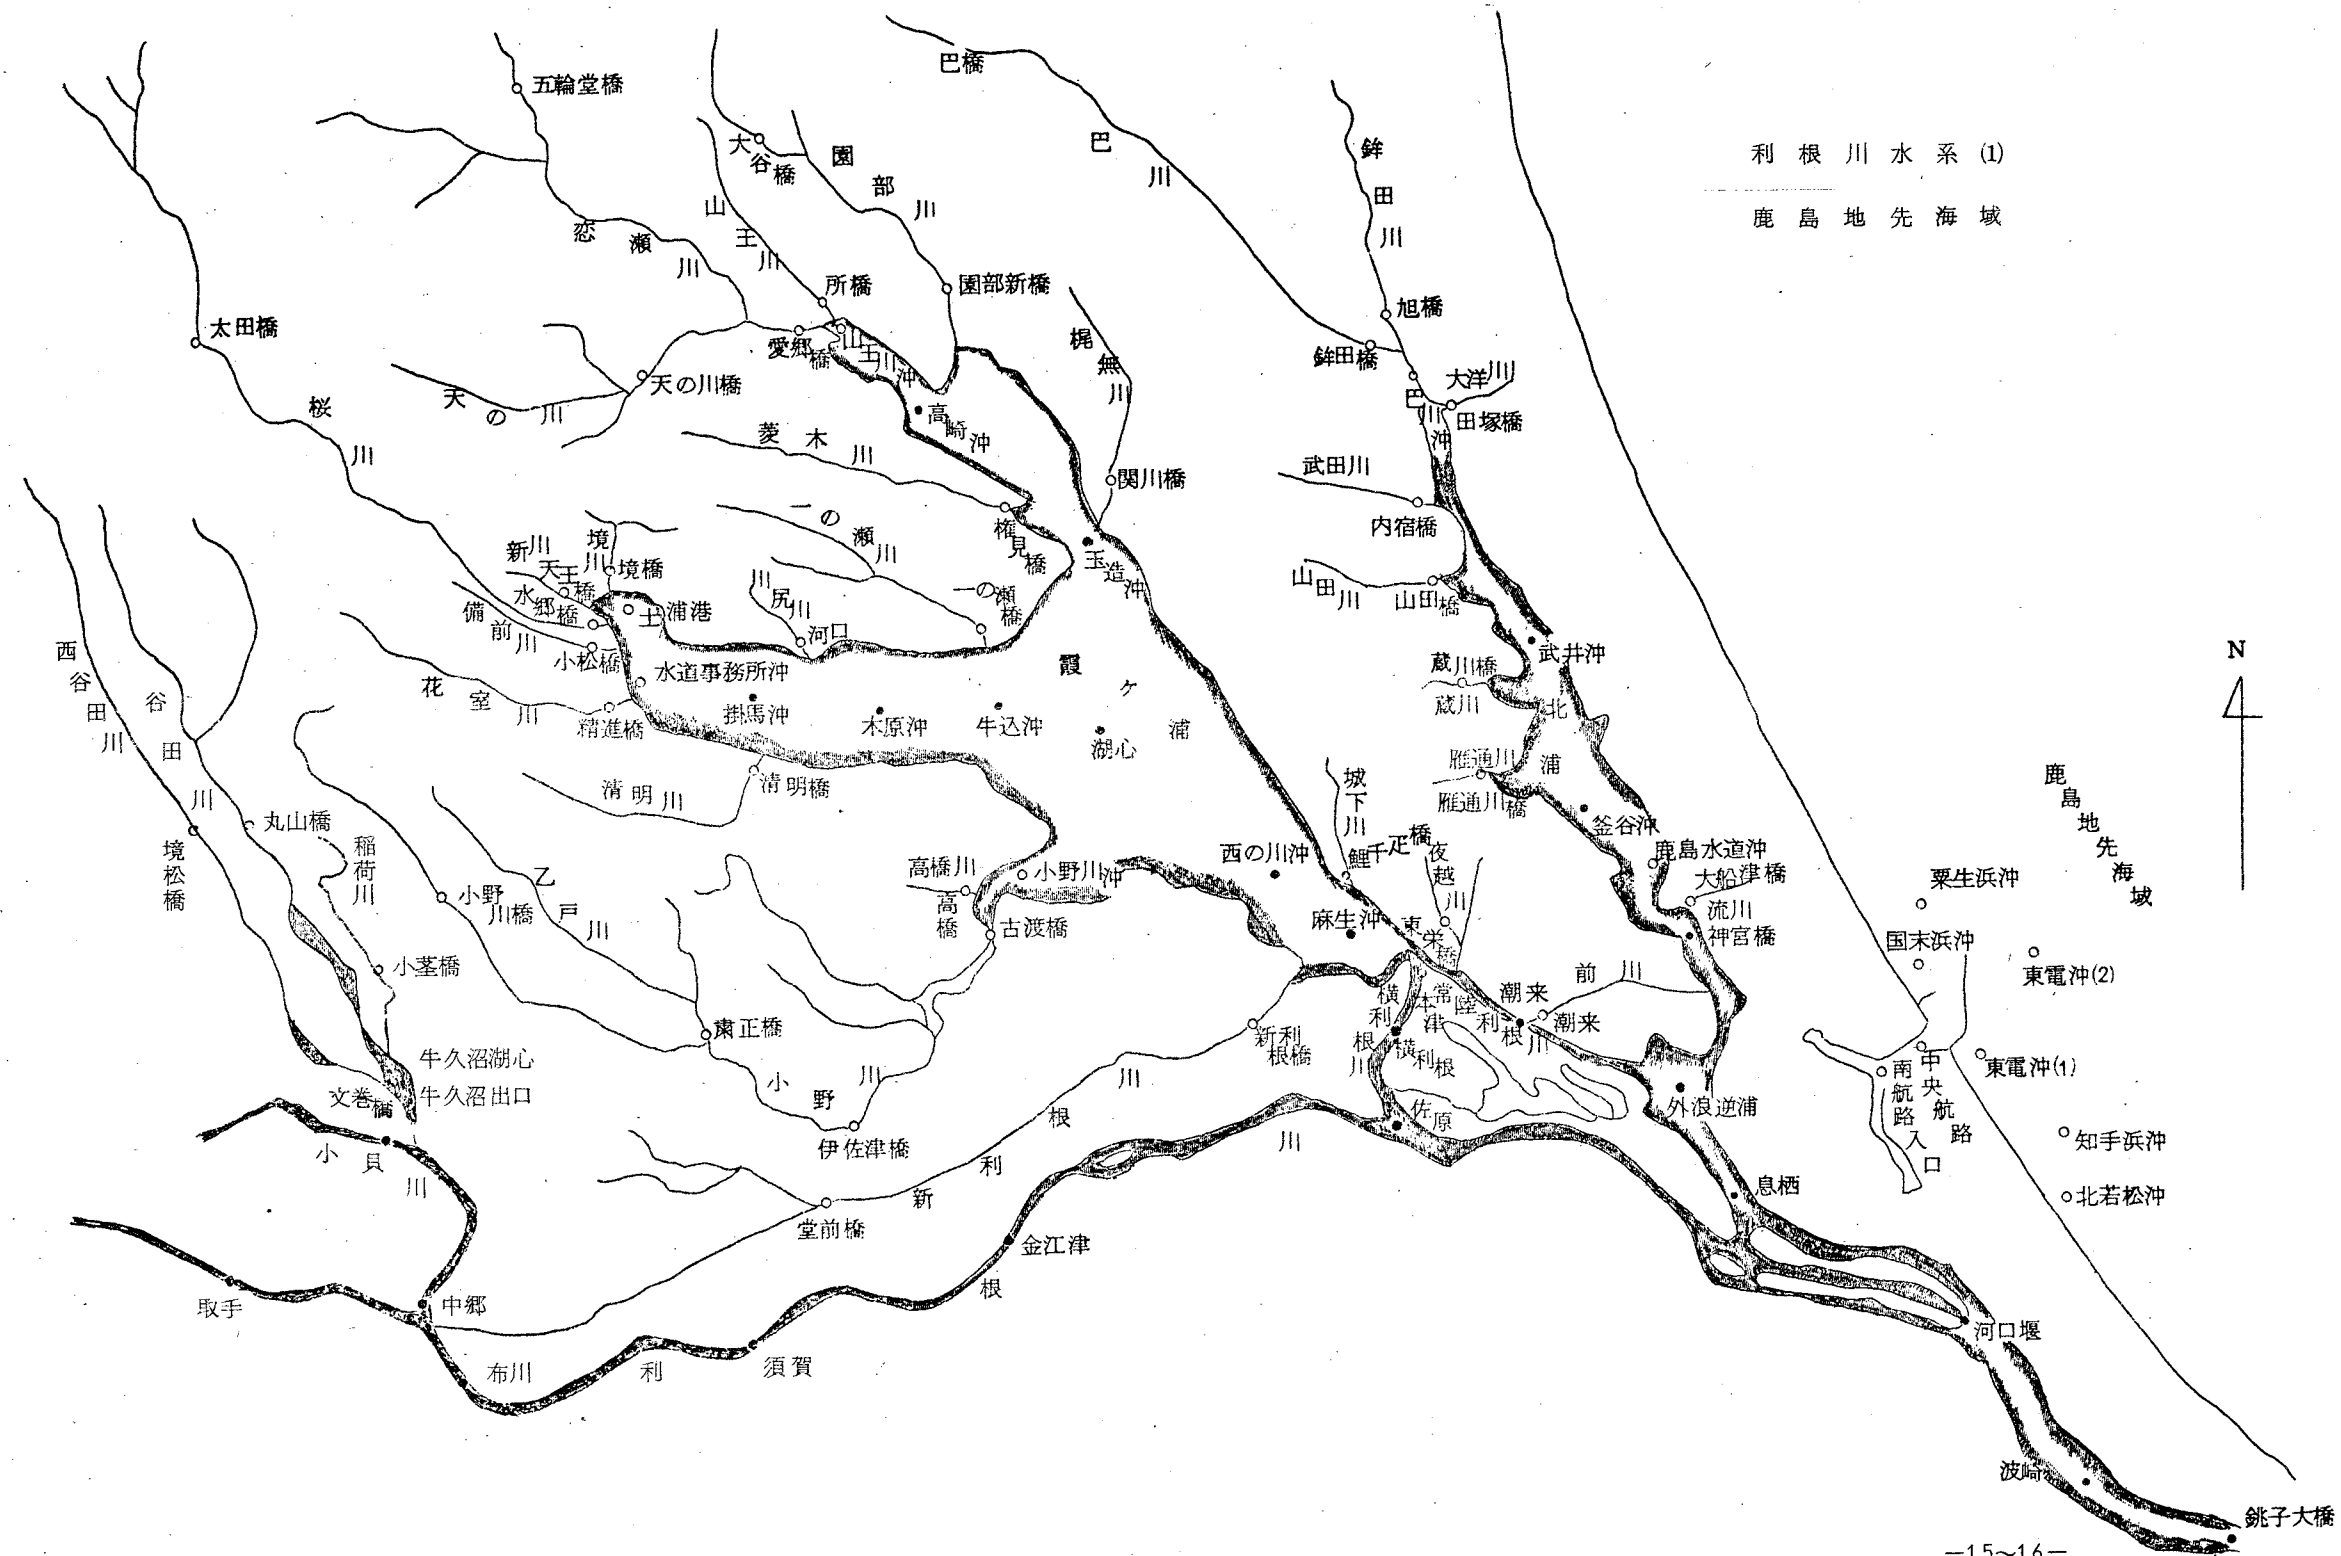 利根川水系(1)
鹿島地先海域
五輪堂橋
巴橋
大谷橋
園部川
巴川
鉾田川
山王川
恋瀬川
所橋
園部新橋
旭橋
太田橋
愛郷橋
山王川沖
梶無川
鉾田橋
大洋川
天の川橋
天の川
桜川
高崎沖
巴川沖
田塚橋
菱木川
関川橋
武田川
内宿橋
一の瀬川
権見橋
玉造沖
新川
境川
天王橋
境橋
水郷橋
備前川
土浦港
川尻川
河口
一の瀬橋
山田川
山田橋
小松橋
水道事務所沖
霞ヶ浦
武井沖
N
西谷田川
谷田川
花室川
精進橋
掛馬沖
木原沖
牛込沖
湖心
蔵川橋
蔵川
北浦
雁通川
雁通川橋
清明川
清明橋
城下川
釜谷沖
鹿島地先海域
丸山橋
稲荷川
境松橋
西の川沖
鯉千疋橋
夜越川
鹿島水道沖
大船津橋
流川
神宮橋
粟生浜沖
小野川橋
乙戸川
高橋川
高橋
小野川沖
古渡橋
麻生沖
東栄橋
国末浜沖
東電沖(2)
小茎橋
前川
潮来
潮来
横利根川
本津
常陸利根川
横利根
粛正橋
新利根橋
牛久沼湖心
牛久沼出口
文巻橋
小野川
伊佐津橋
佐原
外浪逆浦
南航路入口
中央航路
東電沖(1)
知手浜沖
北若松沖
小貝川
堂前橋
新利根川
金江津
息栖
取手
中郷
布川
利根川
須賀
河口堰
波崎
銚子大橋
—15~16—